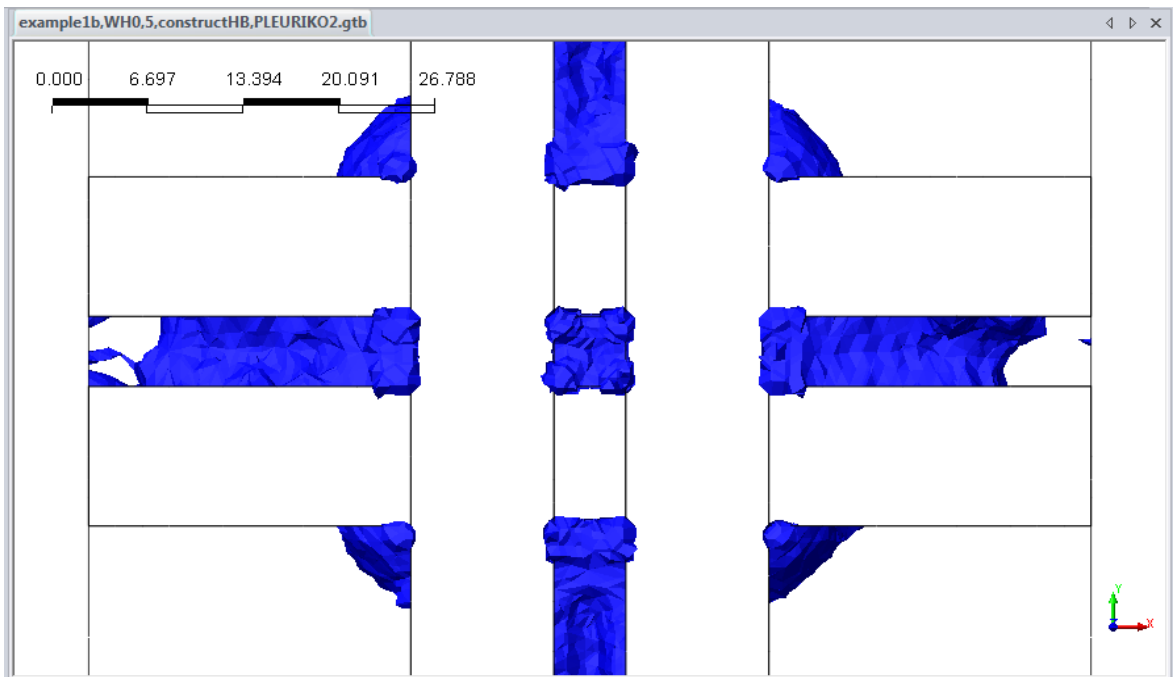 example1b,WH0,5,constructHB,PLEURIKO2.gtb
0.000 6.697 13.394 20.091 26.788
Y
X